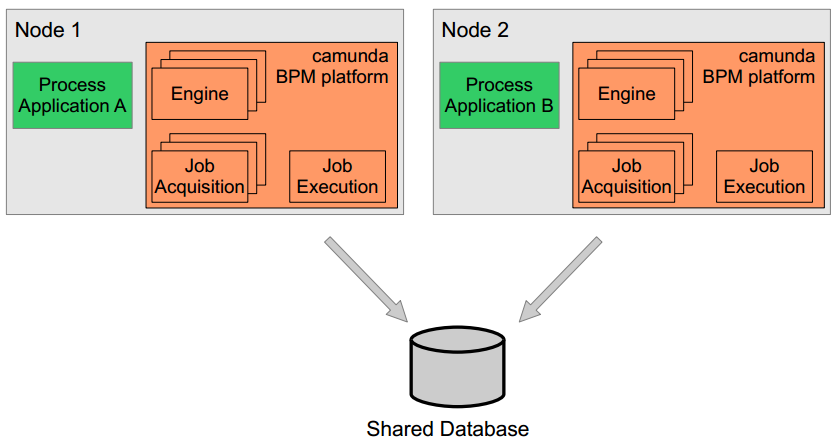 Node 1
Process
Application A
camunda
BPM platform
Engine
Job
Acquisition
Job
Execution
Node 2
Process
Application B
camunda
BPM platform
Engine
Job
Acquisition
Job
Execution
Shared Database